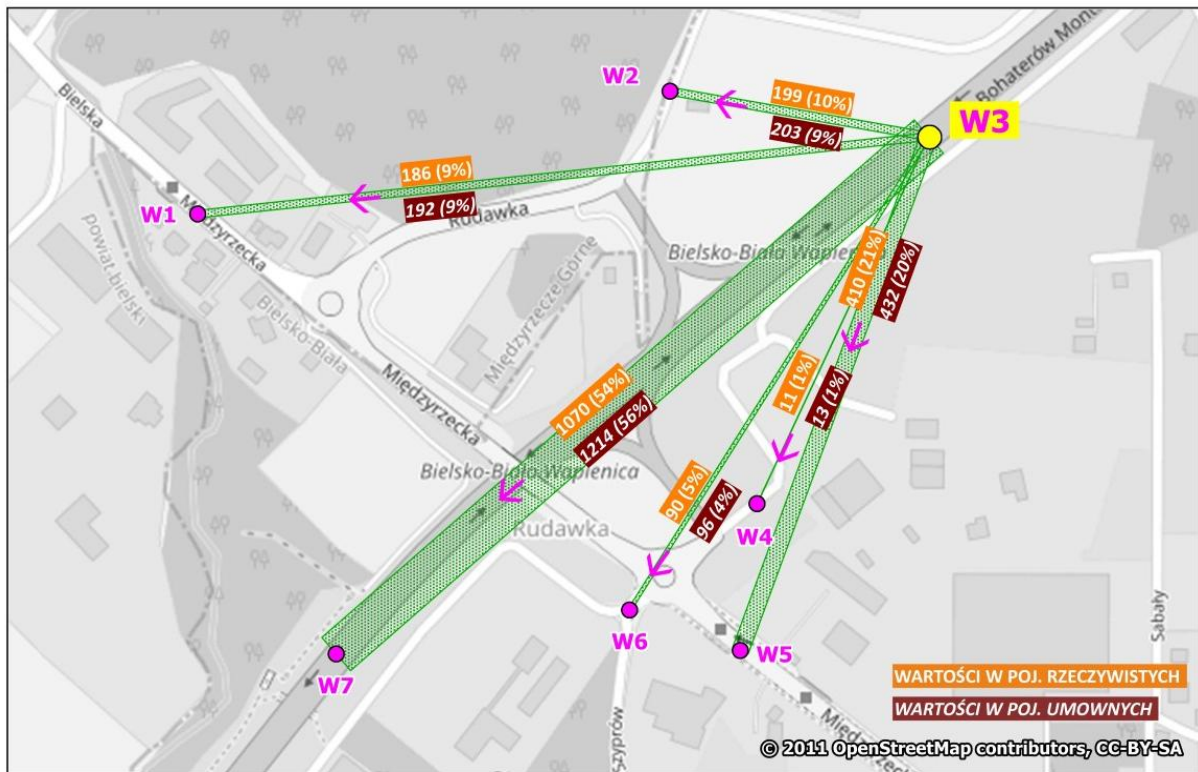 Bohaterów Mont
W2
199 (10%)
203 (9%)
W3
Bielska
186 (9%)
192 (9%)
W1
Międzyrzecka
Rudawka
powiat bielski
Bielsko-Biała
Międzyrzecze Górne
Bielsko-Biała Wapienica
410 (21%)
432 (20%)
Międzyrzecka
1070 (54%)
1214 (56%)
11 (1%)
13 (1%)
Bielsko-Biała Wapienica
90 (5%)
96 (4%)
Rudawka
W4
W6
W5
W7
Sabały
Szyprów
Międzyrzecka
WARTOŚCI W POJ. RZECZYWISTYCH
WARTOŚCI W POJ. UMOWNYCH
© 2011 OpenStreetMap contributors, CC-BY-SA